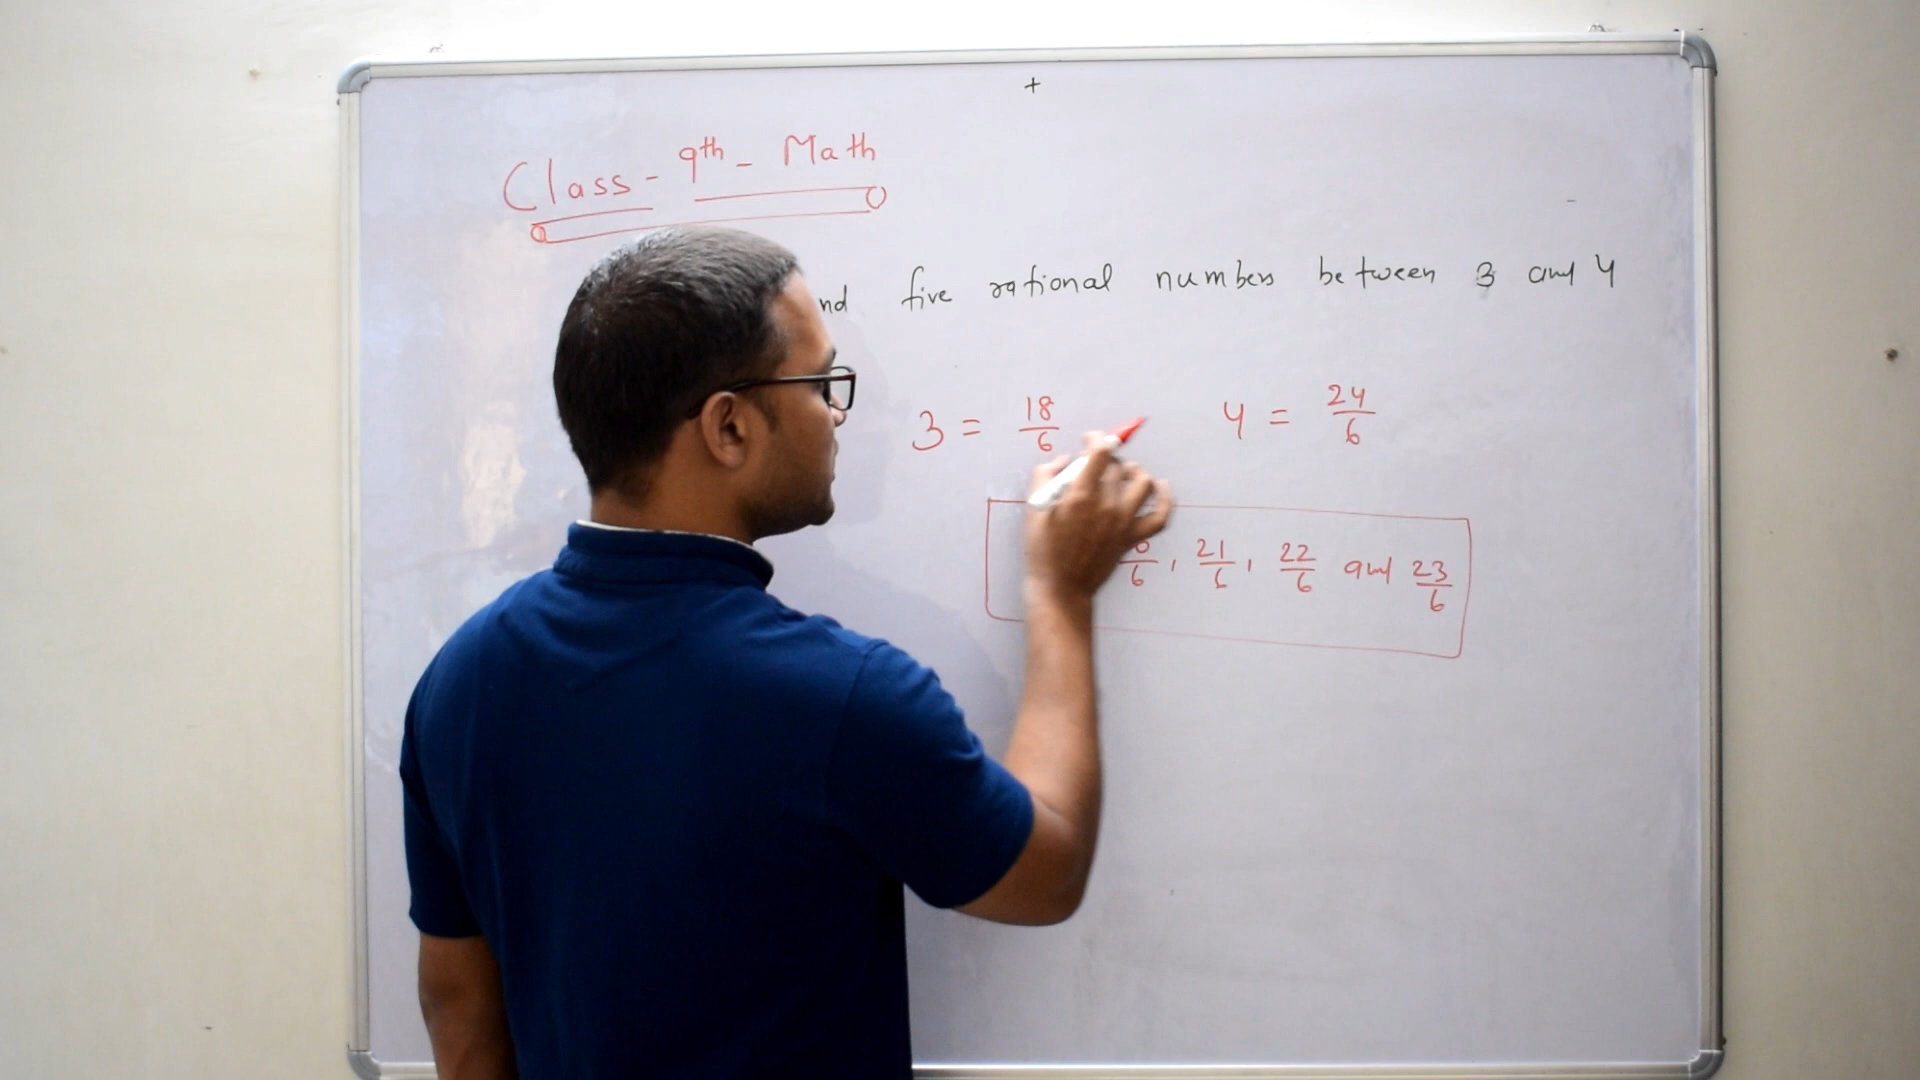 Class - 9th - Math
five rational numbers between 3 and 4
3 = 18/6 4 = 24/6
21/6, 22/6 and 23/6